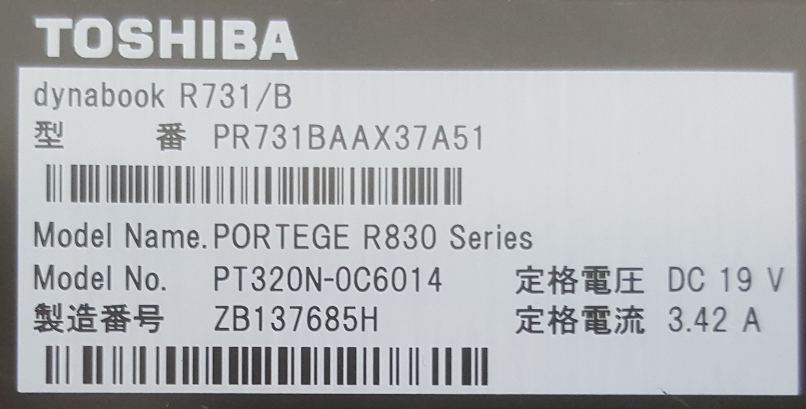 TOSHIBA
dynabook R731/B
型 番 PR731BAAX37A51
Model Name. PORTEGE R830 Series
Model No. PT320N-0C6014 定格電圧 DC 19 V
製造番号 ZB137685H 定格電流 3.42 A